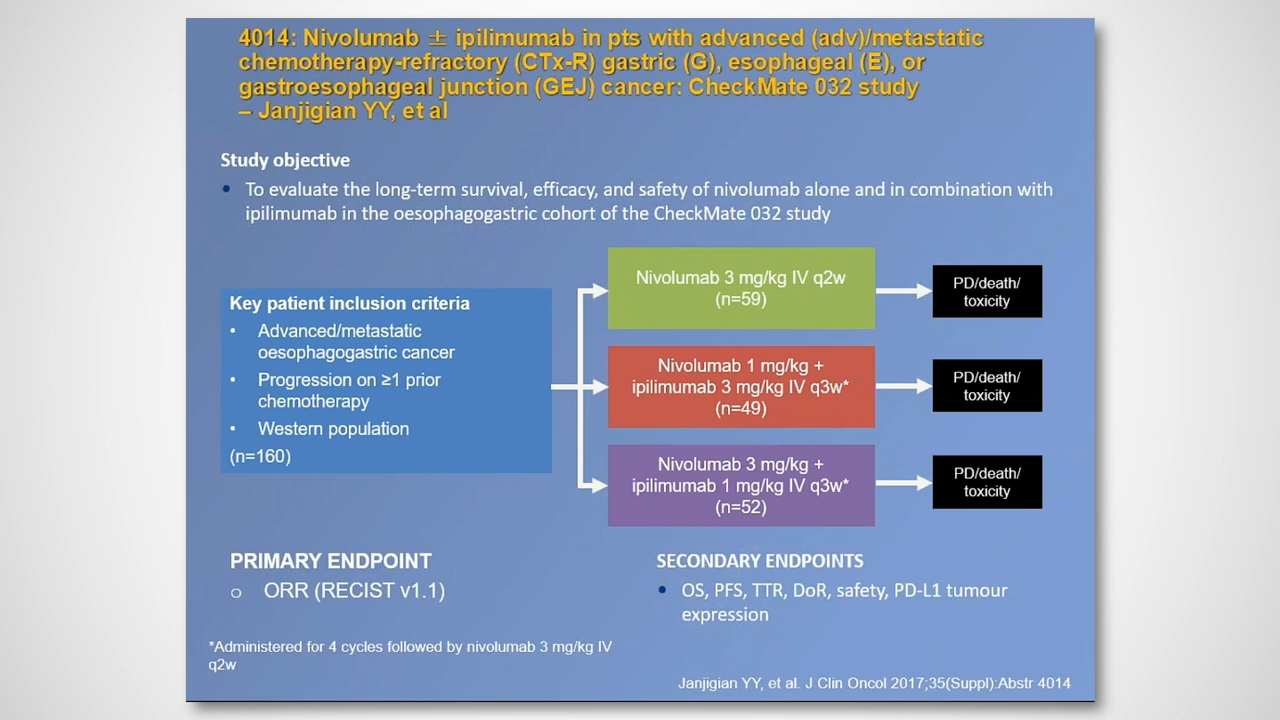 4014: Nivolumab ± ipilimumab in pts with advanced (adv)/metastatic
chemotherapy-refractory (CTx-R) gastric (G), esophageal (E), or
gastroesophageal junction (GEJ) cancer: CheckMate 032 study
– Janjigian YY, et al
Study objective
• To evaluate the long-term survival, efficacy, and safety of nivolumab alone and in combination with
ipilimumab in the oesophagogastric cohort of the CheckMate 032 study
Key patient inclusion criteria
• Advanced/metastatic
oesophagogastric cancer
• Progression on ≥1 prior
chemotherapy
• Western population
(n=160)
Nivolumab 3 mg/kg IV q2w
(n=59)
PD/death/
toxicity
Nivolumab 1 mg/kg +
ipilimumab 3 mg/kg IV q3w*
(n=49)
PD/death/
toxicity
Nivolumab 3 mg/kg +
ipilimumab 1 mg/kg IV q3w*
(n=52)
PD/death/
toxicity
PRIMARY ENDPOINT
o ORR (RECIST v1.1)
SECONDARY ENDPOINTS
• OS, PFS, TTR, DoR, safety, PD-L1 tumour
expression
*Administered for 4 cycles followed by nivolumab 3 mg/kg IV
q2w
Janjigian YY, et al. J Clin Oncol 2017;35(Suppl):Abstr 4014